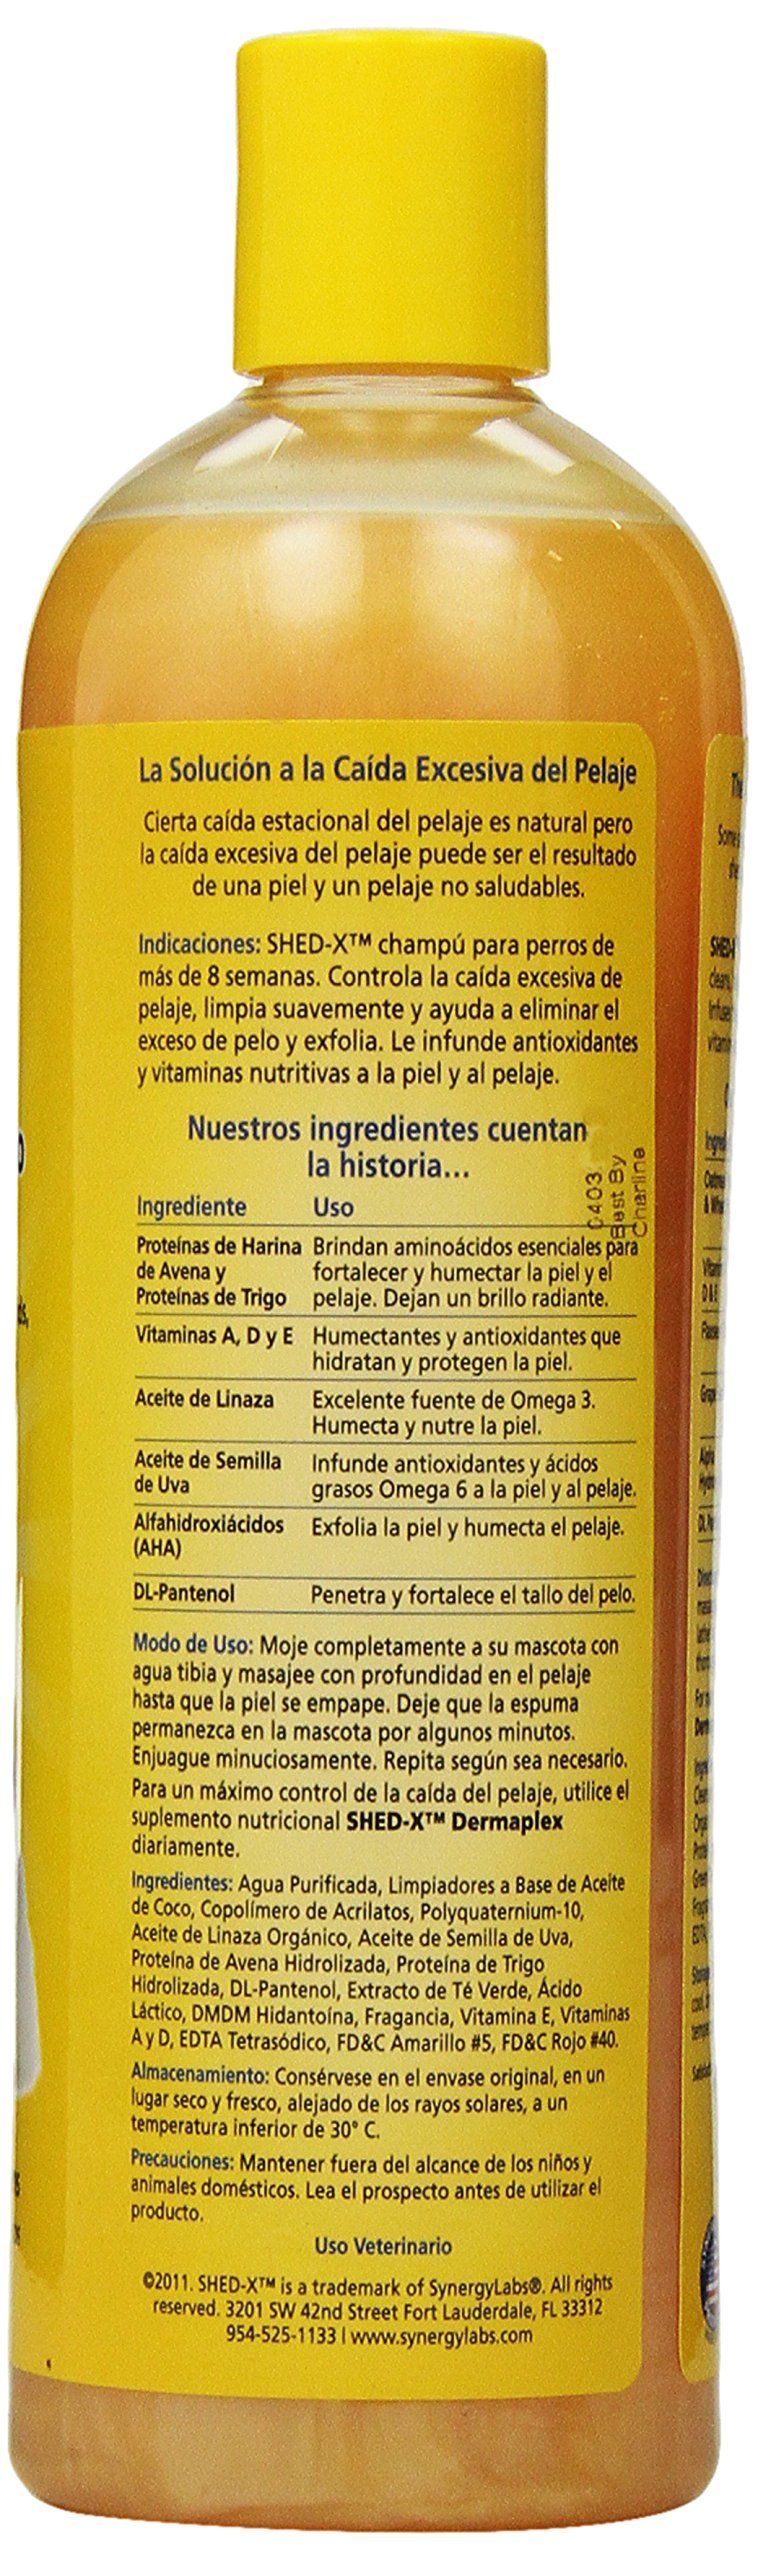 La Solución a la Caída Excesiva del Pelaje
Cierta caída estacional del pelaje es natural pero
la caída excesiva del pelaje puede ser el resultado
de una piel y un pelaje no saludables.
Indicaciones: SHED-X™ champú para perros de
más de 8 semanas. Controla la caída excesiva de
pelaje, limpia suavemente y ayuda a eliminar el
exceso de pelo y exfolia. Le infunde antioxidantes
y vitaminas nutritivas a la piel y al pelaje.
Nuestros ingredientes cuentan
la historia...
Ingrediente Uso
Proteínas de Harina Brindan aminoácidos esenciales para
de Avena y fortalecer y humectar la piel y el
Proteínas de Trigo pelaje. Dejan un brillo radiante.
Vitaminas A, D y E Humectantes y antioxidantes que
hidratan y protegen la piel.
Aceite de Linaza Excelente fuente de Omega 3.
Humecta y nutre la piel.
Aceite de Semilla Infunde antioxidantes y ácidos
de Uva grasos Omega 6 a la piel y al pelaje.
Alfahidroxiácidos Exfolia la piel y humecta el pelaje.
(AHA)
DL-Pantenol Penetra y fortalece el tallo del pelo.
Modo de Uso: Moje completamente a su mascota con
agua tibia y masajee con profundidad en el pelaje
hasta que la piel se empape. Deje que la espuma
permanezca en la mascota por algunos minutos.
Enjuague minuciosamente. Repita según sea necesario.
Para un máximo control de la caída del pelaje, utilice el
suplemento nutricional SHED-X™ Dermaplex
diariamente.
Ingredientes: Agua Purificada, Limpiadores a Base de Aceite
de Coco, Copolímero de Acrilatos, Polyquaternium-10,
Aceite de Linaza Orgánico, Aceite de Semilla de Uva,
Proteína de Avena Hidrolizada, Proteína de Trigo
Hidrolizada, DL-Pantenol, Extracto de Té Verde, Ácido
Láctico, DMDM Hidantoína, Fragancia, Vitamina E, Vitaminas
A y D, EDTA Tetrasódico, FD&C Amarillo #5, FD&C Rojo #40.
Almacenamiento: Consérvese en el envase original, en un
lugar seco y fresco, alejado de los rayos solares, a un
temperatura inferior de 30° C.
Precauciones: Mantener fuera del alcance de los niños y
animales domésticos. Lea el prospecto antes de utilizar el
producto.
Uso Veterinario
©2011. SHED-X™ is a trademark of SynergyLabs®. All rights
reserved. 3201 SW 42nd Street Fort Lauderdale, FL 33312
954-525-1133 | www.synergylabs.com
0403
Best By
Charline